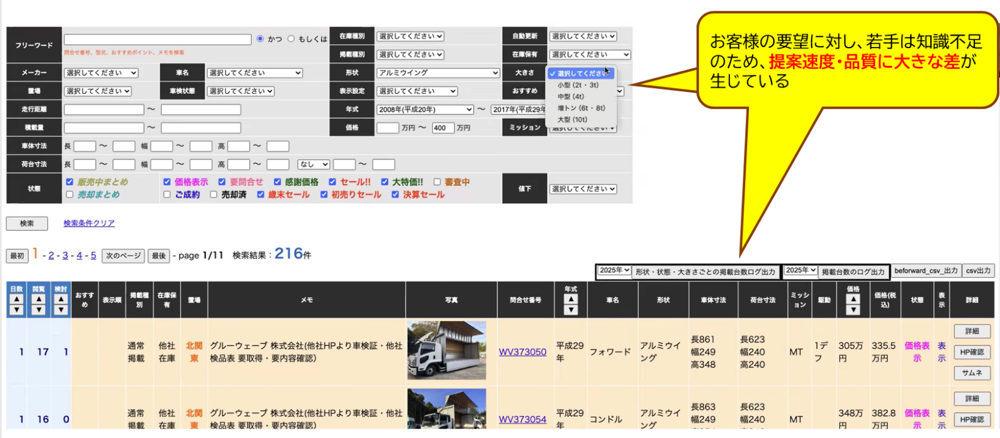 お客様の要望に対し、若手は知識不足
のため、提案速度・品質に大きな差が
生じている
フリーワード
かつ もしくは
問合せ番号、型式、おすすめポイント、メモを検索
在庫種別 選択してください
自動更新 選択してください
掲載種別 選択してください
在庫保有 選択してください
メーカー 選択してください 車名 選択してください 形状 アルミウイング 大きさ
✓ 選択してください
小型 (2t・3t)
中型 (4t)
増トン (6t・8t)
大型 (10t)
置場 選択してください 車検状態 選択してください 表示設定 選択してください おすすめ
走行距離 〜 年式 2008年(平成20年) 〜 2017年(平成29年
積載量 〜 価格 万円 〜 400 万円 ミッション 選択してください
車体寸法 長 〜 幅 〜 高 〜
荷台寸法 長 〜 幅 〜 高 〜 なし 〜
状態 販売中まとめ 価格表示 要問合せ 感謝価格 セール!! 大特価!! 審査中
売却まとめ ご成約 売却済 歳末セール 初売りセール 決算セール
値下 選択してください
検索 検索条件クリア
最初 1 - 2 - 3 - 4 - 5 次のページ 最後 - page 1/11 検索結果：216件
2025年 形状・状態・大きさごとの掲載台数ログ出力 2025年 掲載台数のログ出力 beforward_csv_出力 csv出力
日数 ▲ ▼ 閲覧 ▲ ▼ 検討 ▲ ▼ おすすめ 表示順 掲載種別 在庫保有 置場 メモ 写真 問合せ番号 年式 ▲ ▼ 車名 形状 車体寸法 荷台寸法 ミッション 駆動 価格 ▲ ▼ 価格(税込) 状態 表示 詳細
1 17 1 通常掲載 他社在庫 北関東
グルーウェーブ 株式会社(他社HPより車検証・他社
検品表 要取得・要内容確認)
WV373050 平成29年 フォワード アルミウイング
長861
幅249
高348
長623
幅240
高240
MT 1デフ 305万円 335.5万円 価格表示 表示
詳細
HP確認
サムネ
1 16 0 通常掲載 他社在庫 北関東
グルーウェーブ 株式会社(他社HPより車検証・他社
検品表 要取得・要内容確認)
WV373054 平成29年 コンドル アルミウイング
長863
幅249
長623
幅240
高240
MT 348万円 382.8万円 価格表示 表示
詳細
HP確認